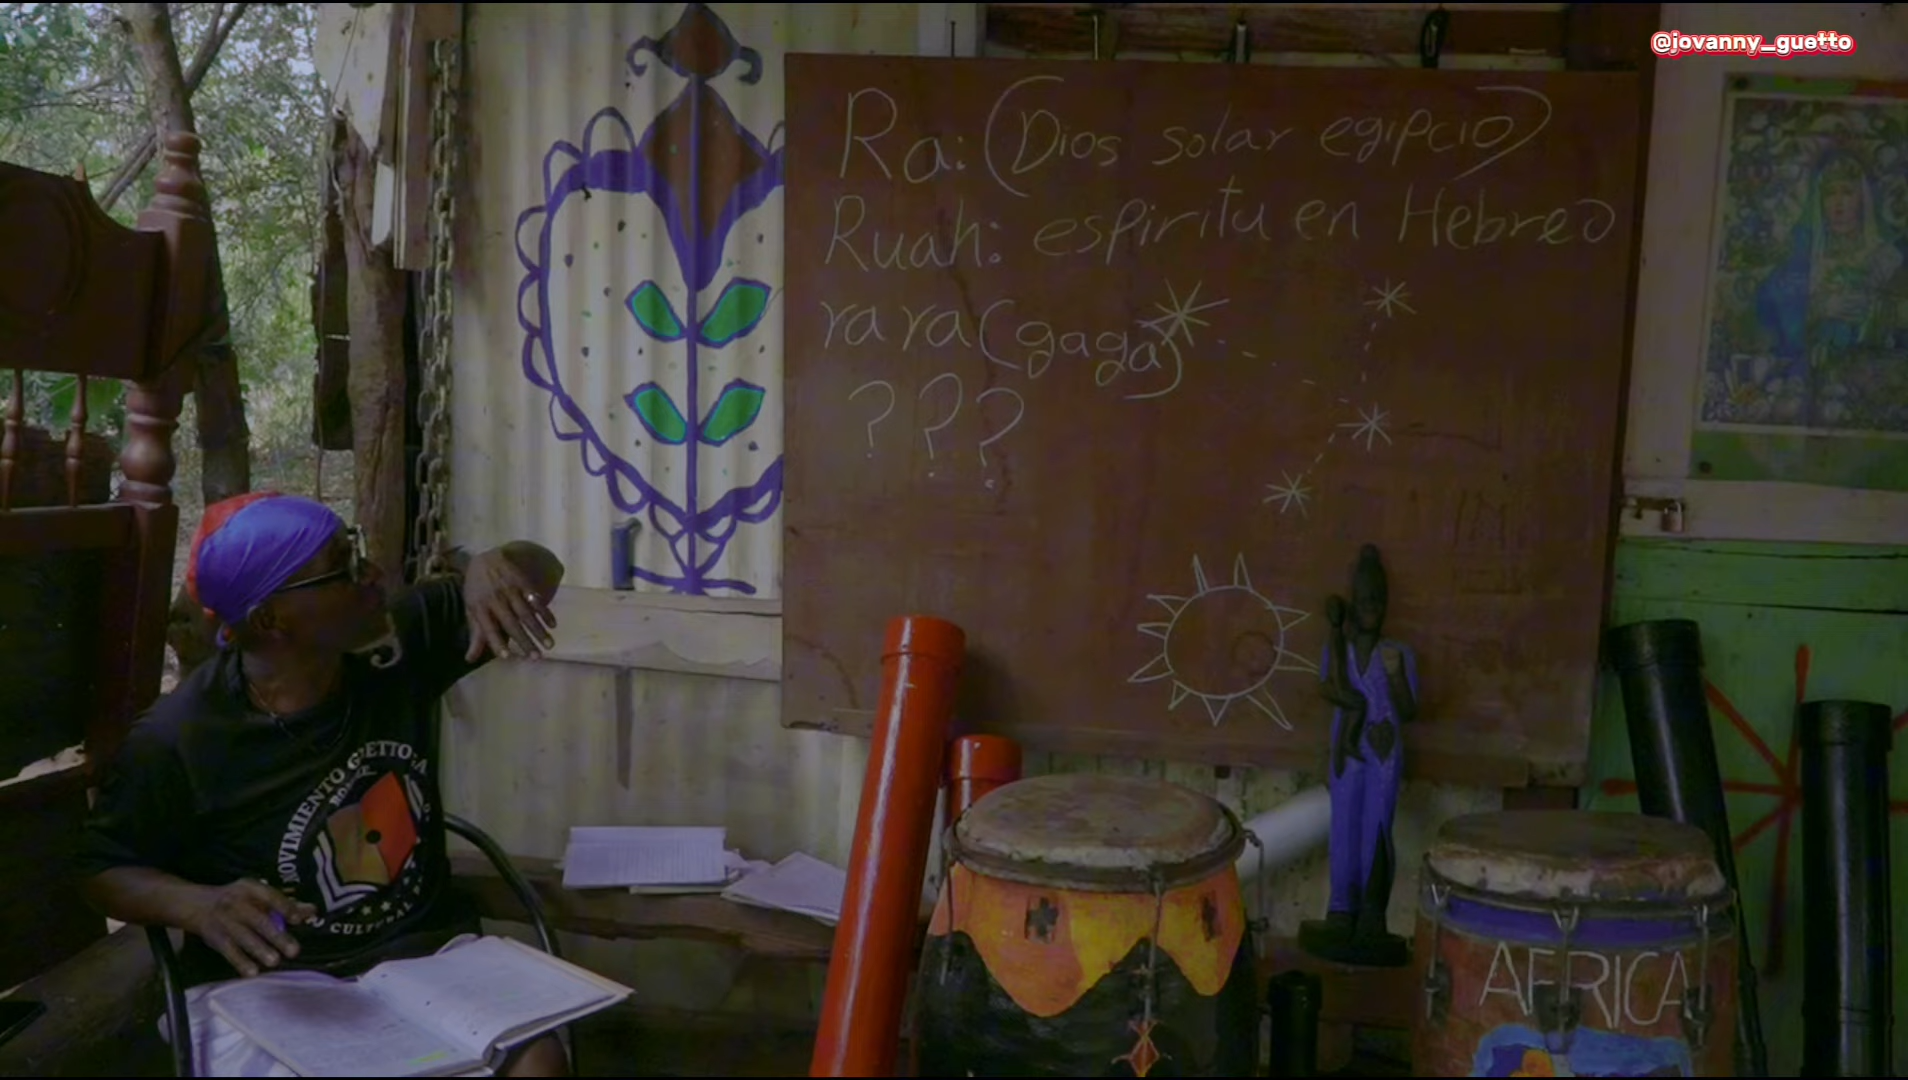 @jovanny_guetto
Ra: (Dios solar egipcio)
Ruah: espiritu en Hebreo
rara (gaga)
? ? ?
MOVIMIENTO GUETTO
AFRICA